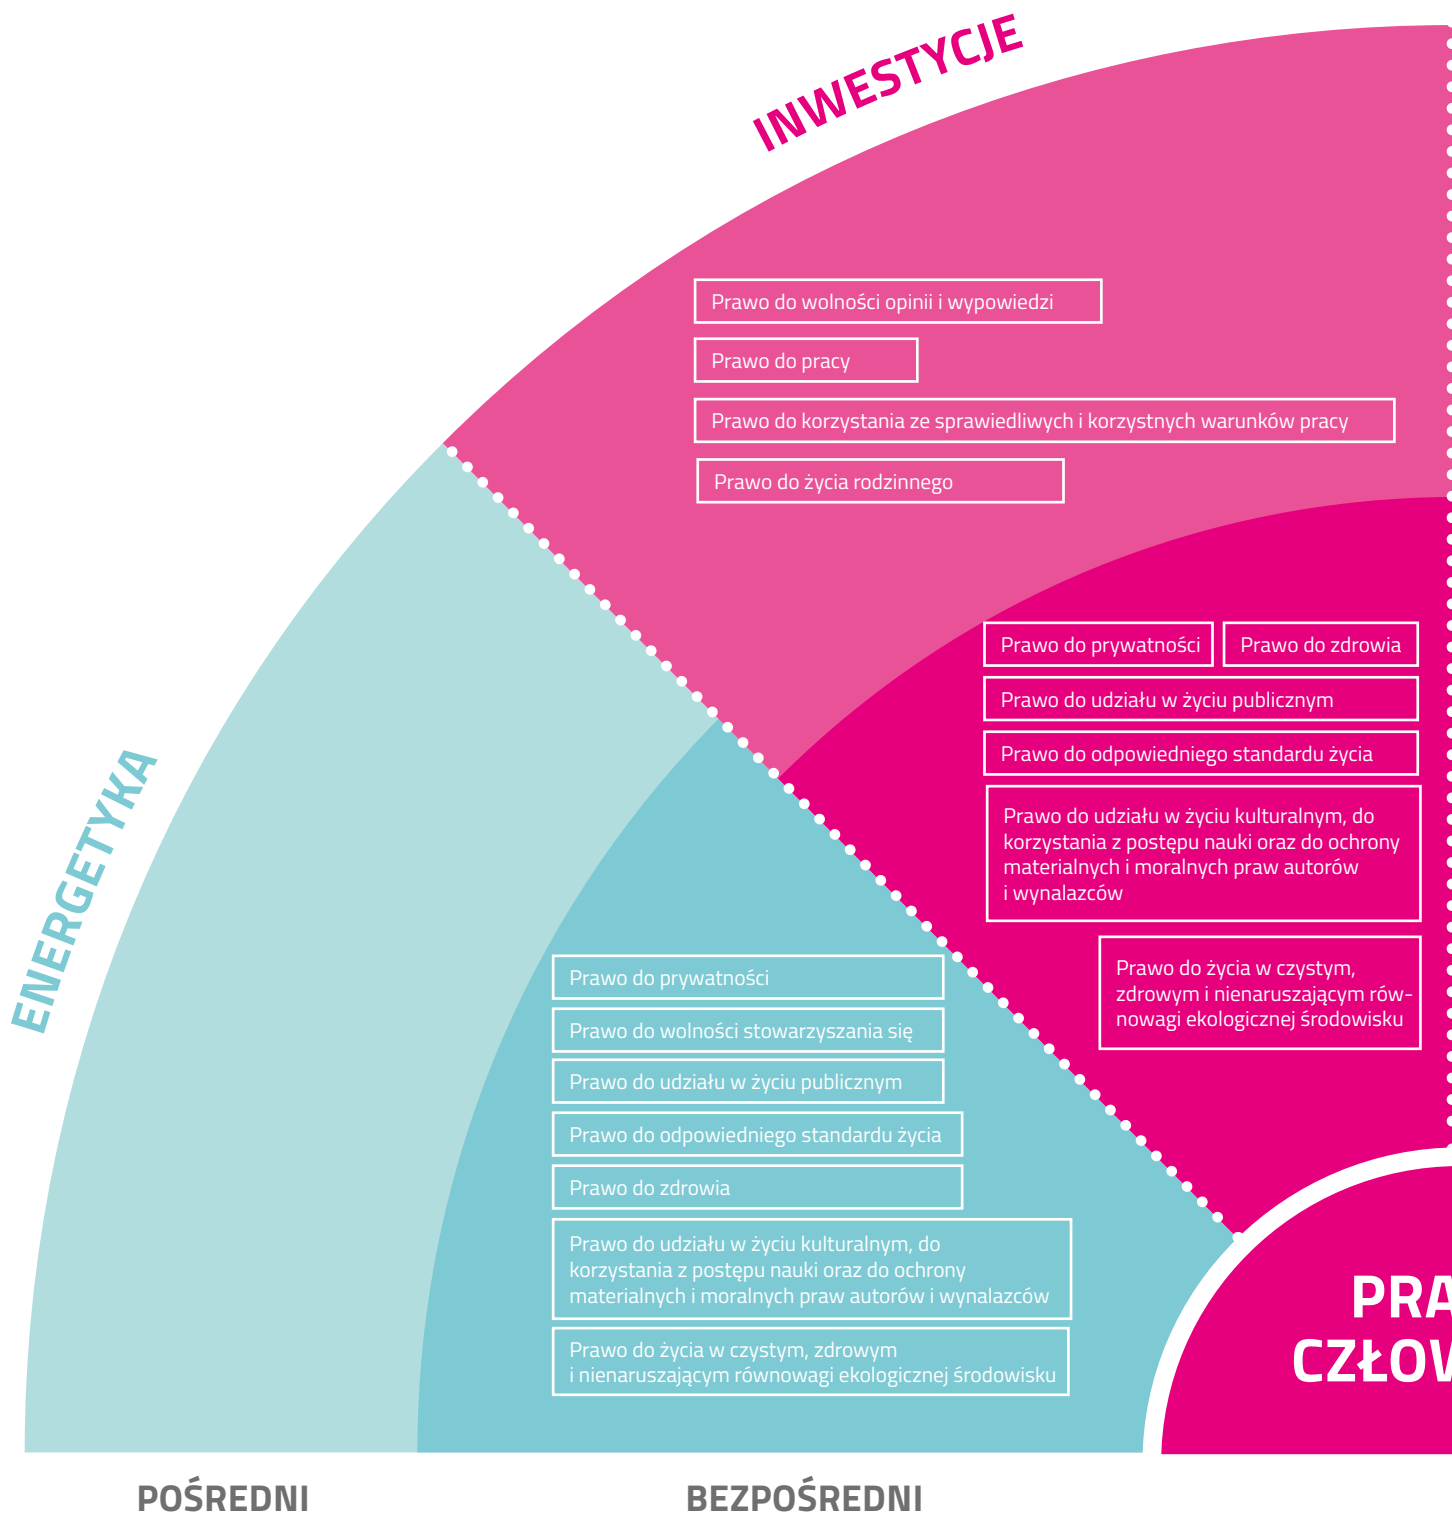 INWESTYCJE
Prawo do wolności opinii i wypowiedzi
Prawo do pracy
Prawo do korzystania ze sprawiedliwych i korzystnych warunków pracy
Prawo do życia rodzinnego
Prawo do prywatności
Prawo do zdrowia
Prawo do udziału w życiu publicznym
Prawo do odpowiedniego standardu życia
Prawo do udziału w życiu kulturalnym, do
korzystania z postępu nauki oraz do ochrony
materialnych i moralnych praw autorów
i wynalazców
Prawo do życia w czystym,
zdrowym i nienaruszającym rów-
nowagi ekologicznej środowisku
ENERGETYKA
Prawo do prywatności
Prawo do wolności stowarzyszania się
Prawo do udziału w życiu publicznym
Prawo do odpowiedniego standardu życia
Prawo do zdrowia
Prawo do udziału w życiu kulturalnym, do
korzystania z postępu nauki oraz do ochrony
materialnych i moralnych praw autorów i wynalazców
Prawo do życia w czystym, zdrowym
i nienaruszającym równowagi ekologicznej środowisku
PRA
CZŁOW
POŚREDNI
BEZPOŚREDNI